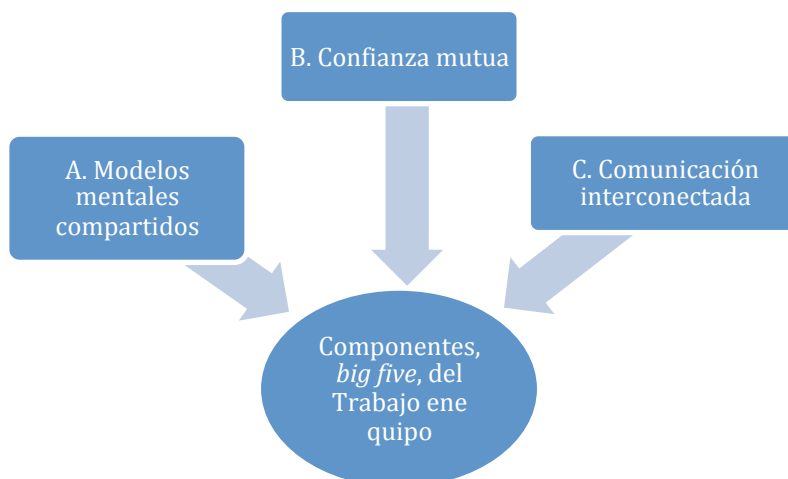 B. Confianza mutua
A. Modelos
mentales
compartidos
C. Comunicación
interconectada
Componentes,
big five, del
Trabajo ene
quipo